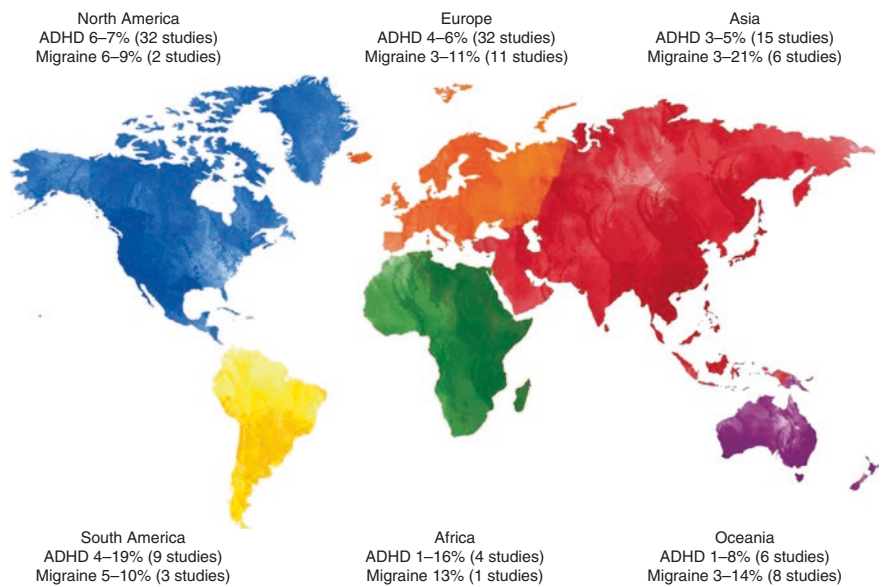 North America
ADHD 6–7% (32 studies)
Migraine 6–9% (2 studies)
Europe
ADHD 4–6% (32 studies)
Migraine 3–11% (11 studies)
Asia
ADHD 3–5% (15 studies)
Migraine 3–21% (6 studies)
South America
ADHD 4–19% (9 studies)
Migraine 5–10% (3 studies)
Africa
ADHD 1–16% (4 studies)
Migraine 13% (1 studies)
Oceania
ADHD 1–8% (6 studies)
Migraine 3–14% (8 studies)